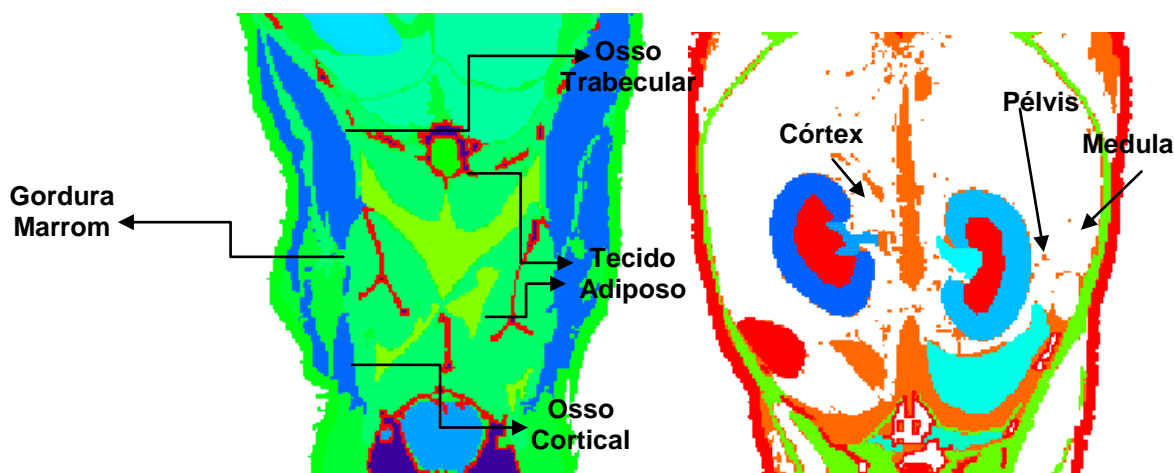 Osso
Trabecular
Gordura
Marrom
Tecido
Adiposo
Osso
Cortical
Córtex
Pélvis
Medula